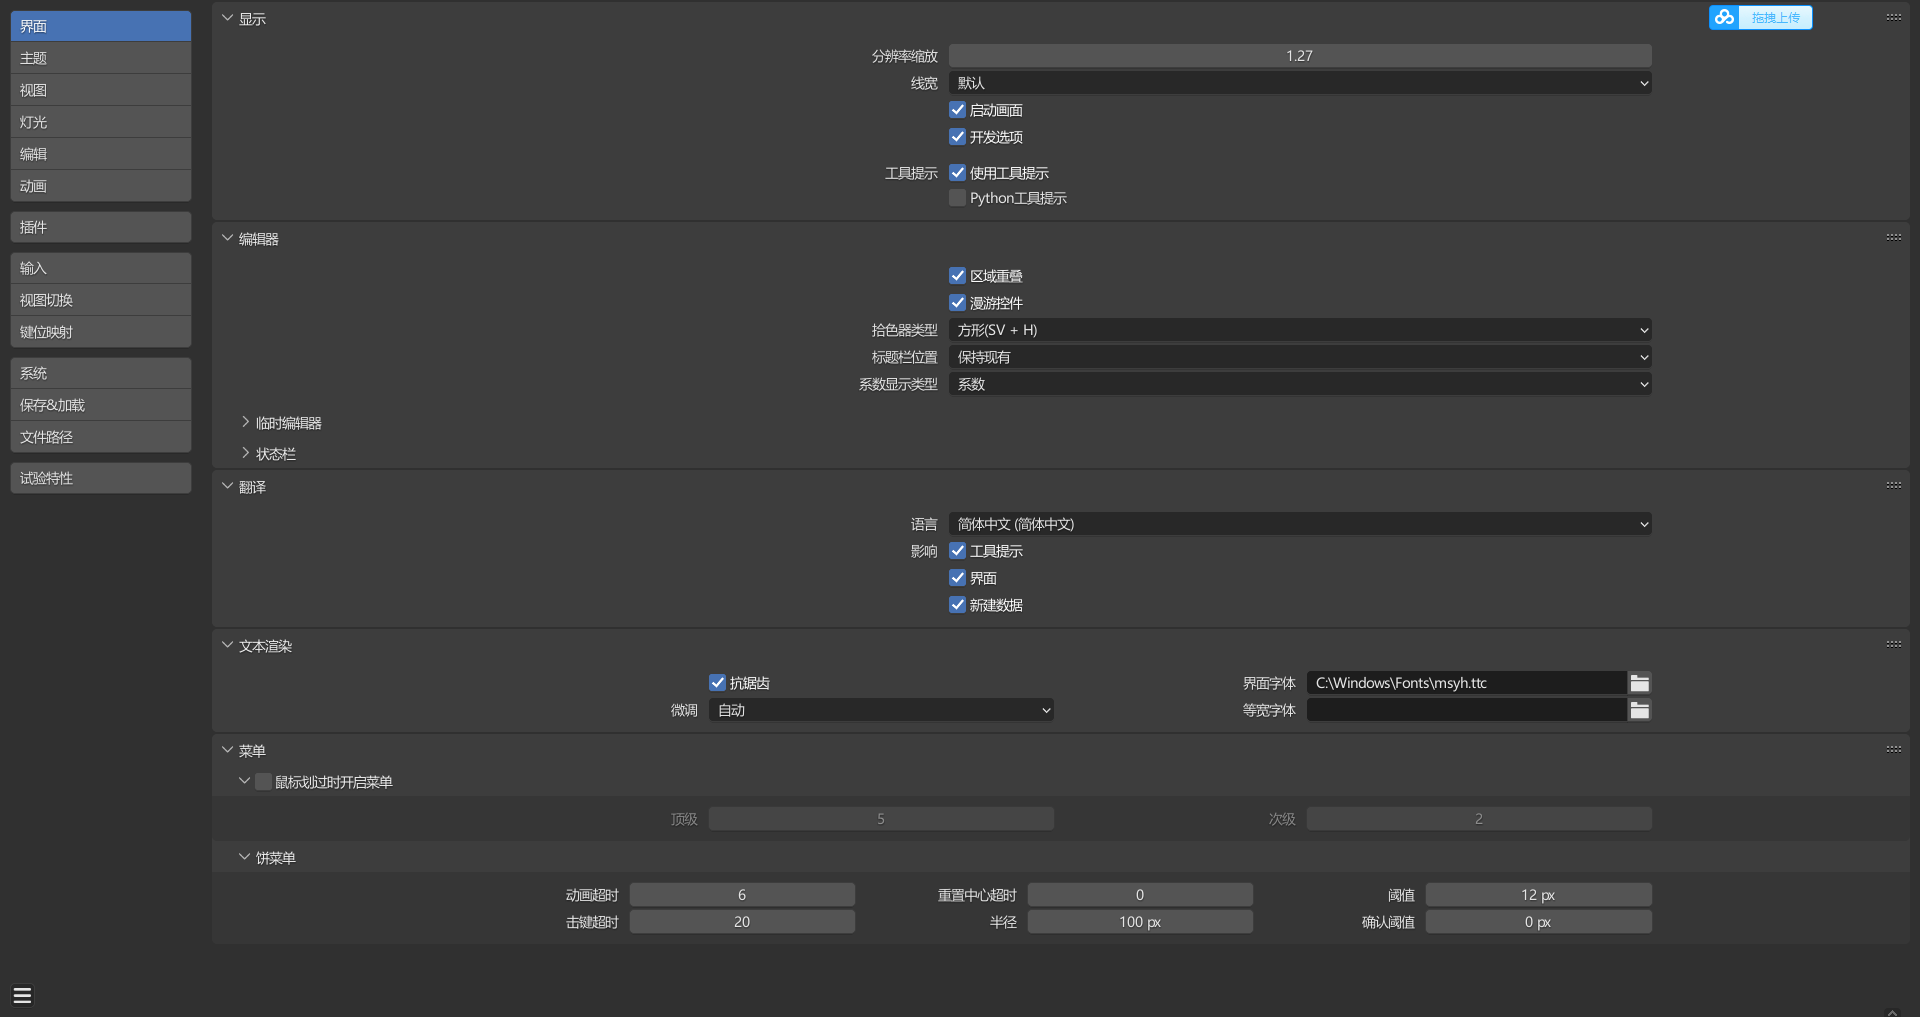 界面
主题
视图
灯光
编辑
动画
插件
输入
视图切换
键位映射
系统
保存&加载
文件路径
试验特性
显示
拖拽上传
分辨率缩放 1.27
线宽 默认
启动画面
开发选项
工具提示 使用工具提示
Python工具提示
编辑器
区域重叠
漫游控件
拾色器类型 方形(SV + H)
标题栏位置 保持现有
系数显示类型 系数
临时编辑器
状态栏
翻译
语言 简体中文 (简体中文)
影响 工具提示
界面
新建数据
文本渲染
抗锯齿 界面字体 C:\Windows\Fonts\msyh.ttc
微调 自动 等宽字体
菜单
鼠标划过时开启菜单
顶级 5 次级 2
饼菜单
动画超时 6 重置中心超时 0 阈值 12 px
击键超时 20 半径 100 px 确认阈值 0 px